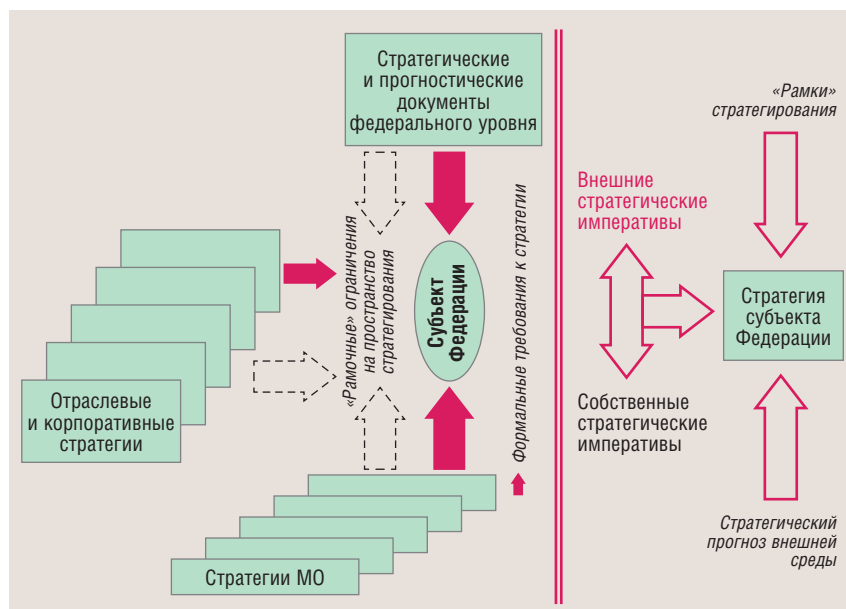 Стратегические
и прогностические
документы
федерального уровня
«Рамки»
стратегирования
Внешние
стратегические
императивы
«Рамочные» ограничения
на пространство
стратегирования
Субъект
Федерации
Формальные требования к стратегии
Стратегия
субъекта
Федерации
Отраслевые
и корпоративные
стратегии
Собственные
стратегические
императивы
Стратегии МО
Стратегический
прогноз внешней
среды